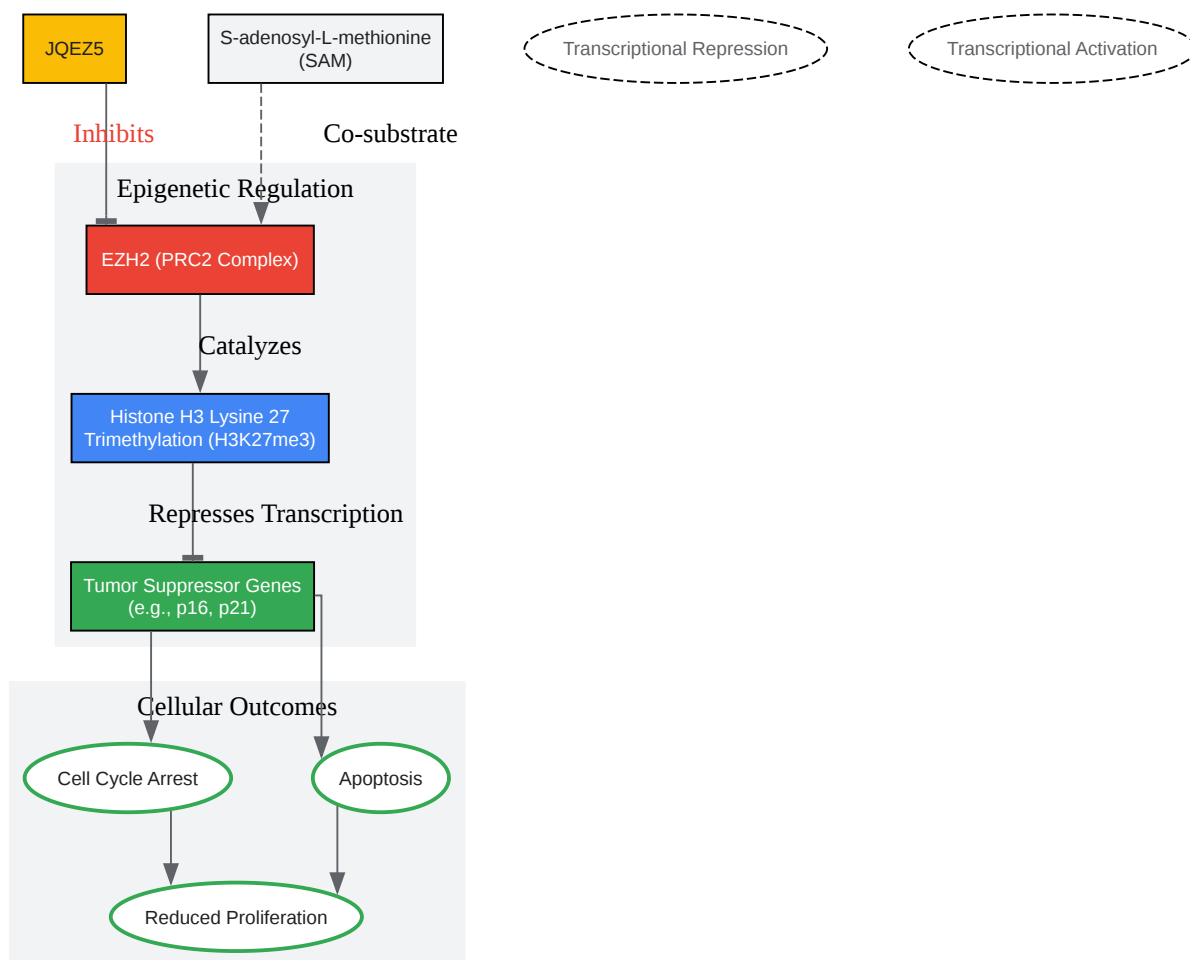 JQEZ5
S-adenosyl-L-methionine
(SAM)
Transcriptional Repression
Transcriptional Activation
Inhibits
Co-substrate
Epigenetic Regulation
EZH2 (PRC2 Complex)
Catalyzes
Histone H3 Lysine 27
Trimethylation (H3K27me3)
Represses Transcription
Tumor Suppressor Genes
(e.g., p16, p21)
Cellular Outcomes
Cell Cycle Arrest
Apoptosis
Reduced Proliferation